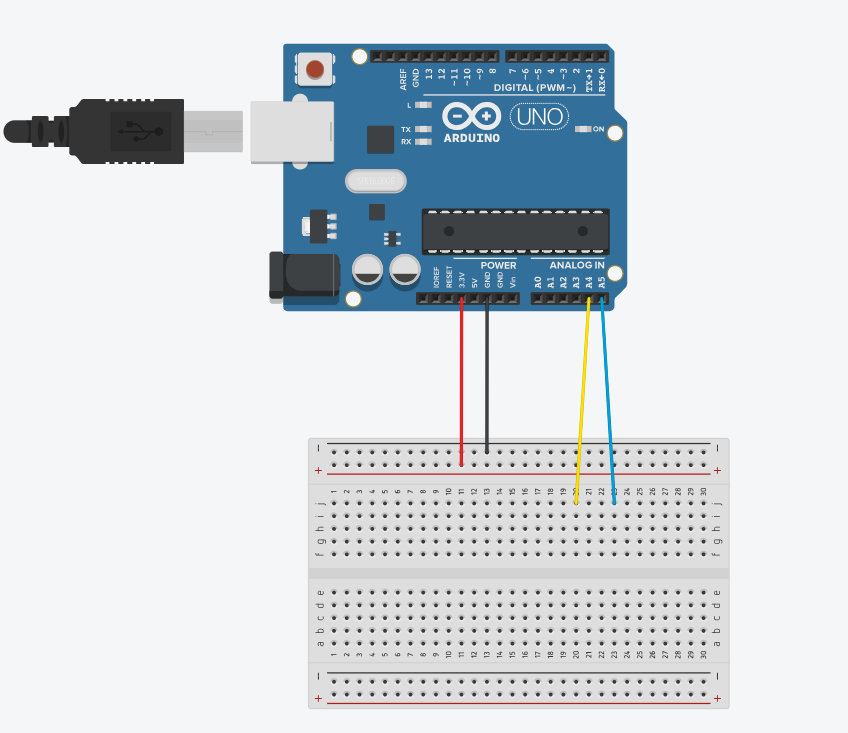 AREF GND 13 12 ~11 ~10 ~9 8 7 ~6 ~5 4 ~3 2 TX→1 RX←0
DIGITAL (PWM~)
L
TX
RX
UNO
ON
ARDUINO
POWER ANALOG IN
IOREF RESET 3.3V 5V GND GND Vin A0 A1 A2 A3 A4 A5
− −
+ +
1 2 3 4 5 6 7 8 9 10 11 12 13 14 15 16 17 18 19 20 21 22 23 24 25 26 27 28 29 30
j j
i i
h h
g g
f f
e e
d d
c c
b b
a a
1 2 3 4 5 6 7 8 9 10 11 12 13 14 15 16 17 18 19 20 21 22 23 24 25 26 27 28 29 30
− −
+ +